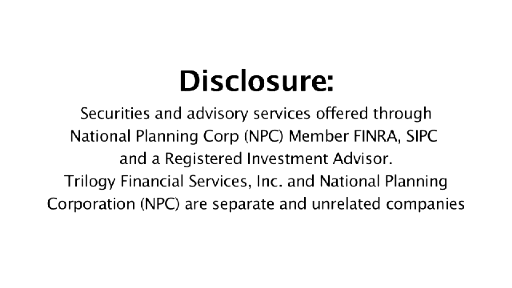 Disclosure:
Securities and advisory services offered through
National Planning Corp (NPC) Member FINRA, SIPC
and a Registered Investment Advisor.
Trilogy Financial Services, Inc. and National Planning
Corporation (NPC) are separate and unrelated companies